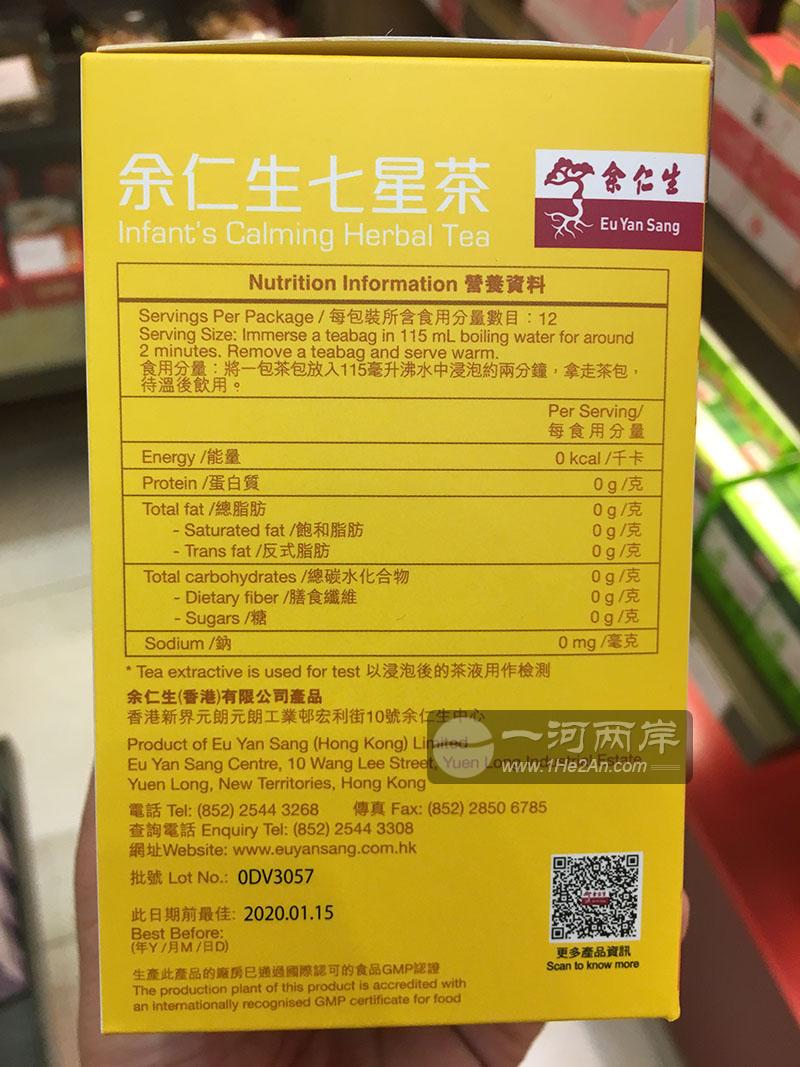 余仁生七星茶
Infant's Calming Herbal Tea
余仁生
Eu Yan Sang
Nutrition Information 營養資料
Servings Per Package / 每包裝所含食用分量數目：12
Serving Size: Immerse a teabag in 115 mL boiling water for around
2 minutes. Remove a teabag and serve warm.
食用分量：將一包茶包放入115毫升沸水中浸泡約兩分鐘，拿走茶包，
待溫後飲用。
Per Serving/
每食用分量
Energy /能量 0 kcal /千卡
Protein /蛋白質 0 g /克
Total fat /總脂肪 0 g /克
- Saturated fat /飽和脂肪 0 g /克
- Trans fat /反式脂肪 0 g /克
Total carbohydrates /總碳水化合物 0 g /克
- Dietary fiber /膳食纖維 0 g /克
- Sugars /糖 0 g /克
Sodium /鈉 0 mg /毫克
* Tea extractive is used for test 以浸泡後的茶液用作檢測
余仁生(香港)有限公司產品
香港新界元朗元朗工業邨宏利街10號余仁生中心
Product of Eu Yan Sang (Hong Kong) Limited
Eu Yan Sang Centre, 10 Wang Lee Street, Yuen Long Industrial Estate,
Yuen Long, New Territories, Hong Kong
一河两岸
www.1He2An.com
電話 Tel: (852) 2544 3268 傳真 Fax: (852) 2850 6785
查詢電話 Enquiry Tel: (852) 2544 3308
網址Website: www.euyansang.com.hk
批號 Lot No.: 0DV3057
此日期前最佳: 2020.01.15
Best Before:
(年Y /月M /日D)
更多產品資訊
Scan to know more
生產此產品的廠房已通過國際認可的食品GMP認證
The production plant of this product is accredited with
an internationally recognised GMP certificate for food